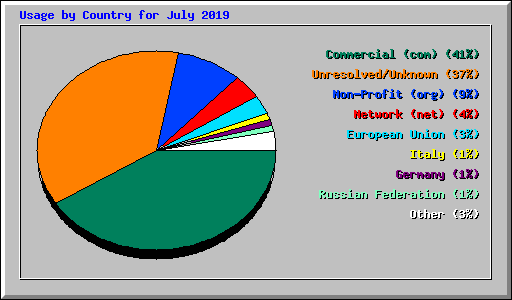 Usage by Country for July 2019
Commercial (com) (41%)
Unresolved/Unknown (37%)
Non-Profit (org) (9%)
Network (net) (4%)
European Union (3%)
Italy (1%)
Germany (1%)
Russian Federation (1%)
Other (3%)